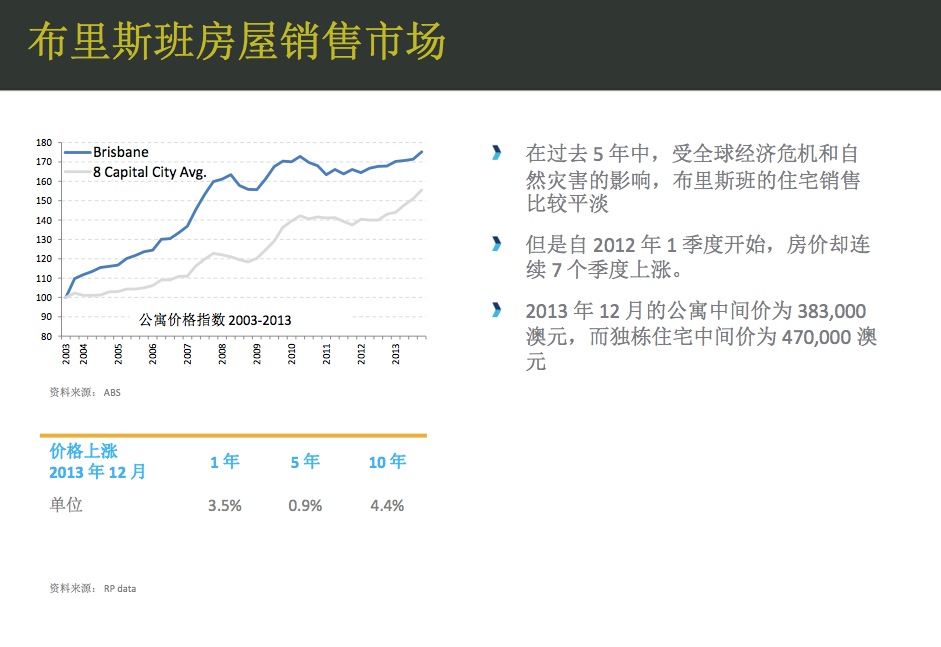 布里斯班房屋销售市场
180
170
160
150
140
130
120
110
100
90
80
Brisbane
8 Capital City Avg.
公寓价格指数 2003-2013
2003
2004
2005
2006
2007
2008
2009
2010
2011
2012
2013
资料来源： ABS
价格上涨
2013 年 12 月
1 年
5 年
10 年
单位
3.5%
0.9%
4.4%
资料来源： RP data
在过去 5 年中，受全球经济危机和自
然灾害的影响，布里斯班的住宅销售
比较平淡
但是自 2012 年 1 季度开始，房价却连
续 7 个季度上涨。
2013 年 12 月的公寓中间价为 383,000
澳元，而独栋住宅中间价为 470,000 澳
元